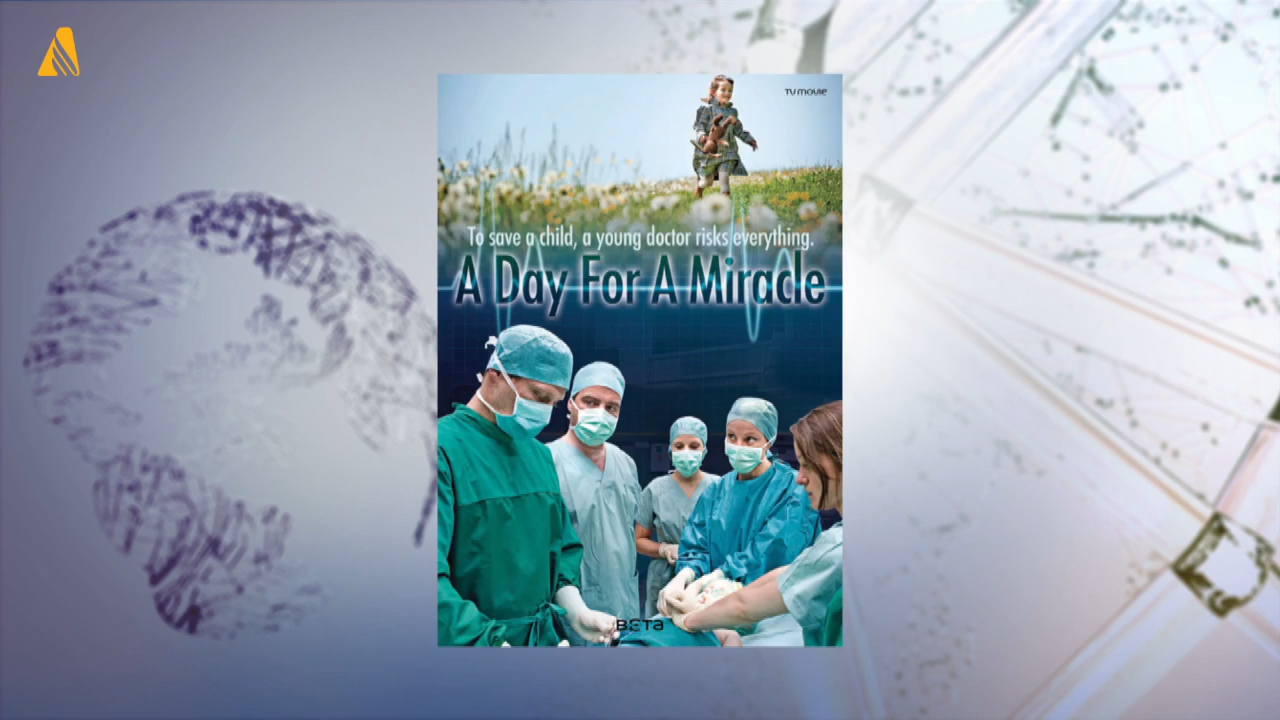 TV MOVIE
To save a child, a young doctor risks everything.
A Day For A Miracle
BETA